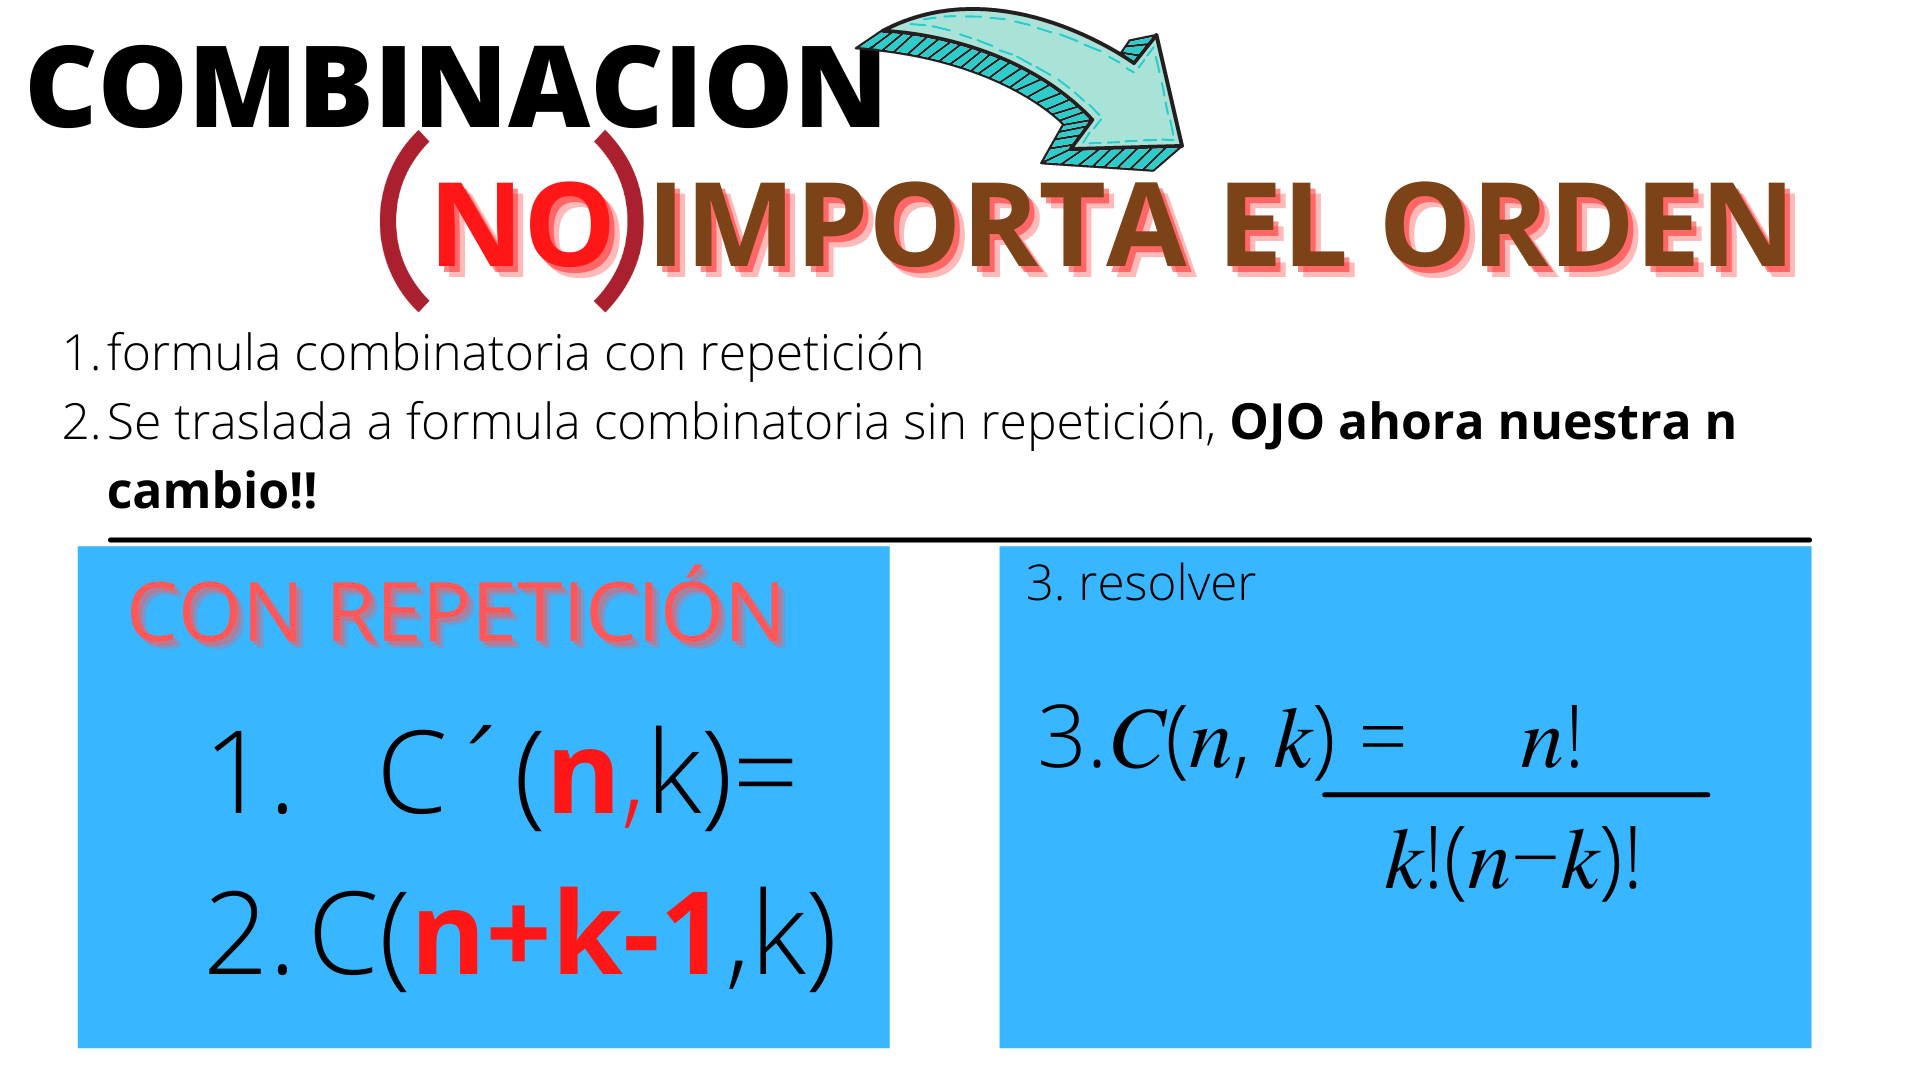 COMBINACION
(NO) IMPORTA EL ORDEN
1. formula combinatoria con repetición
2. Se traslada a formula combinatoria sin repetición, OJO ahora nuestra n
cambio!!
CON REPETICIÓN
1. C´(n,k)=
2. C(n+k-1,k)
3. resolver
3. C(n, k) = n!
k!(n−k)!